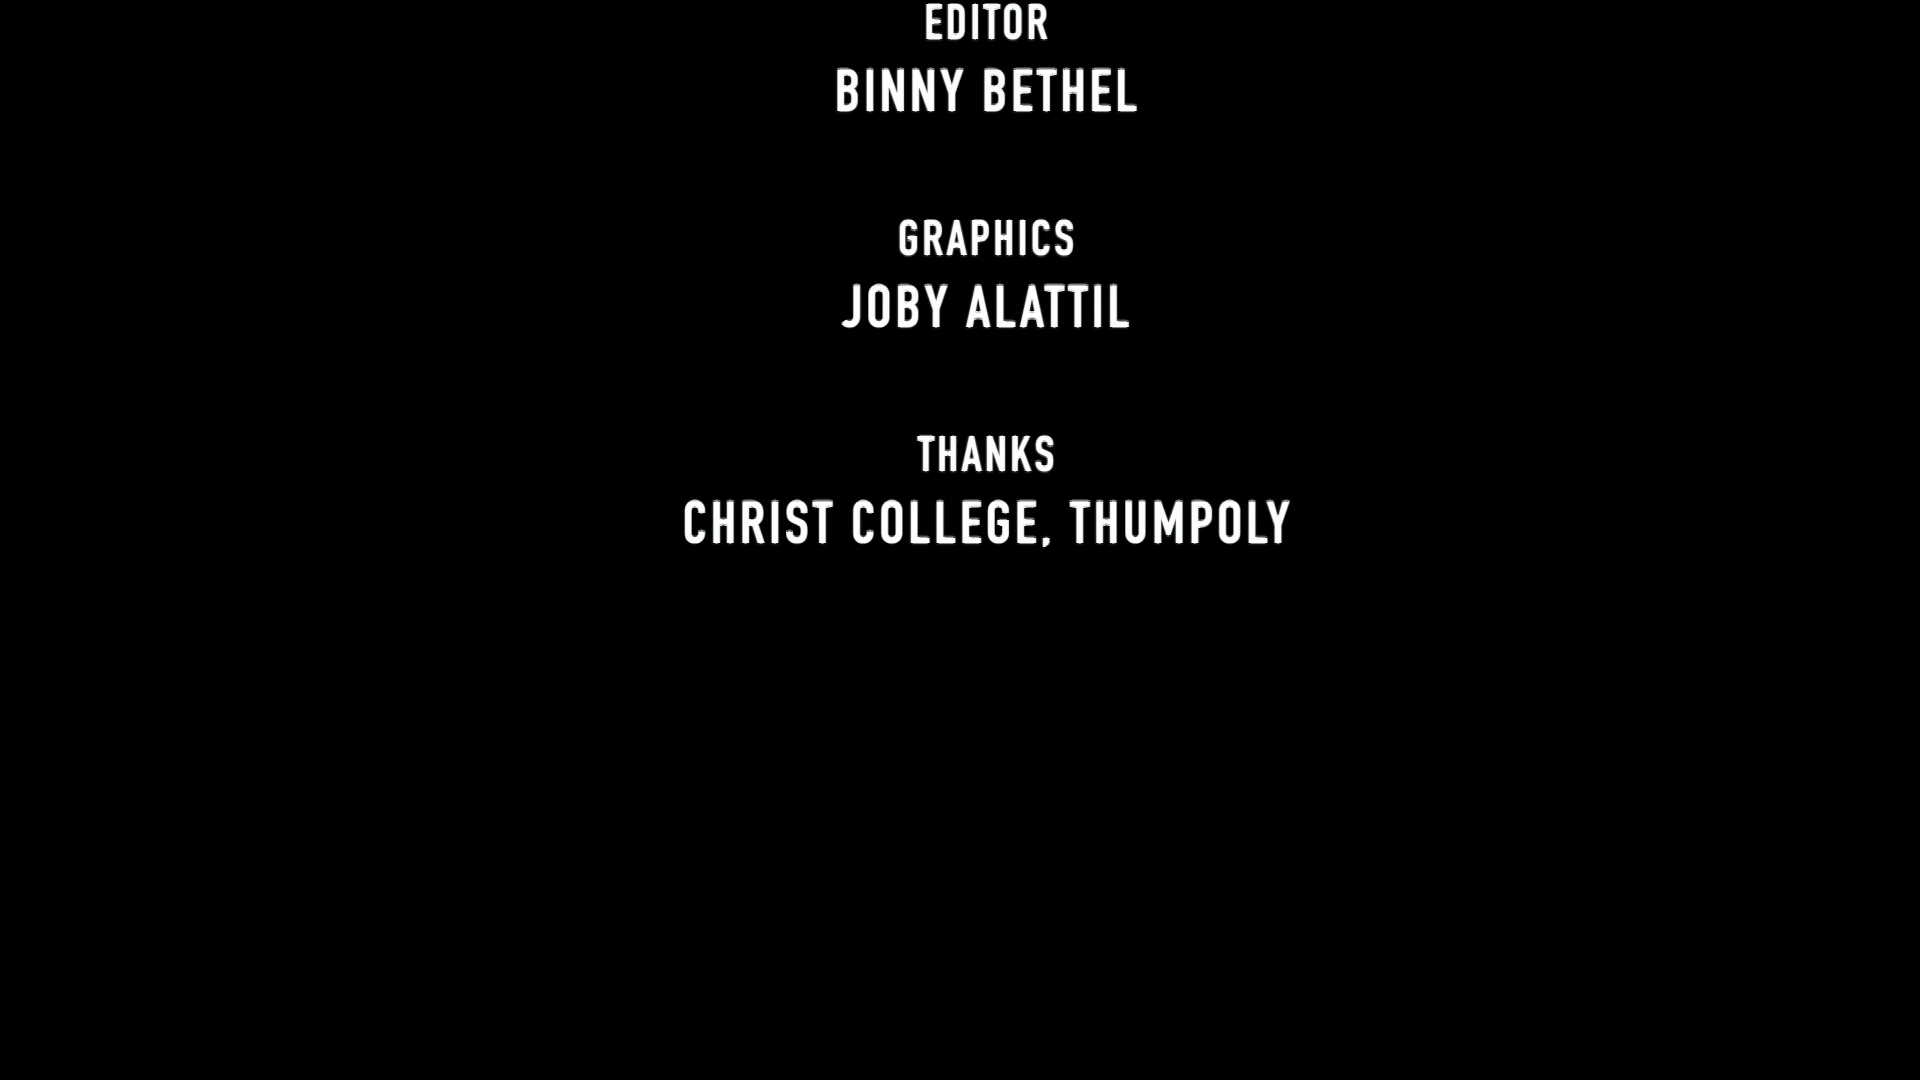 EDITOR
BINNY BETHEL
GRAPHICS
JOBY ALATTIL
THANKS
CHRIST COLLEGE, THUMPOLY